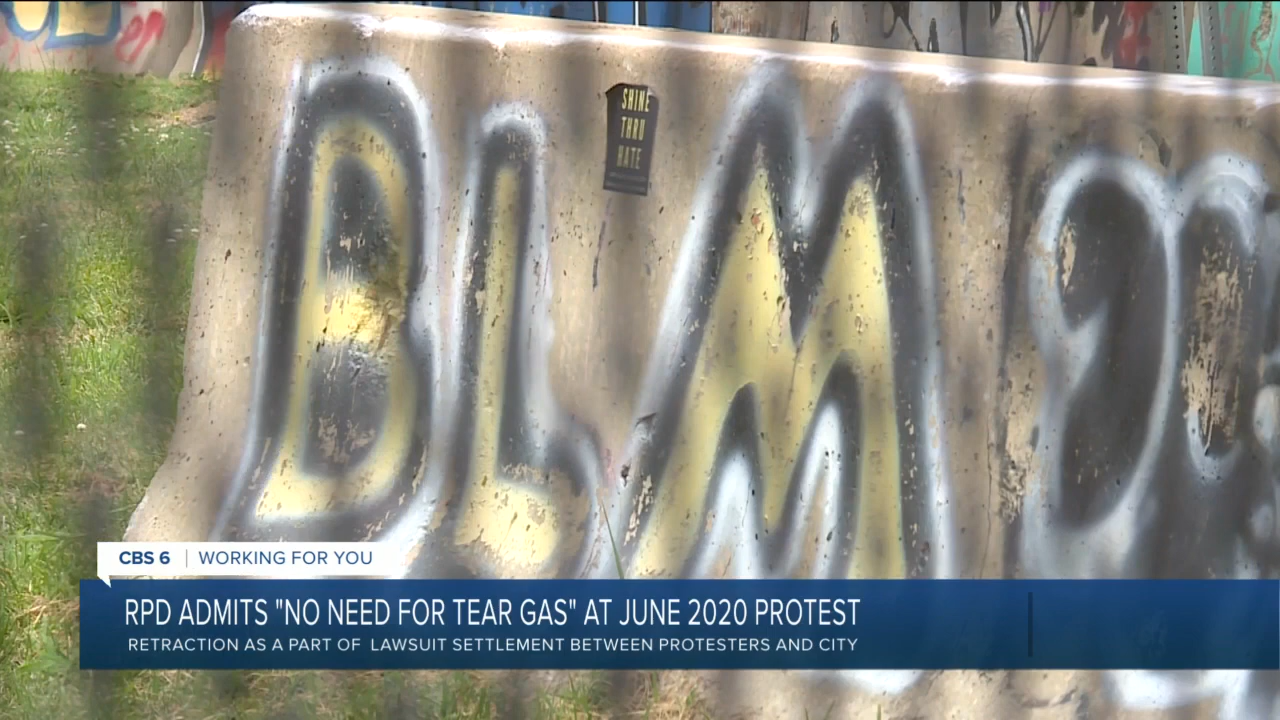 BLM
SHINE
THRU
HATE
CBS 6 | WORKING FOR YOU
RPD ADMITS "NO NEED FOR TEAR GAS" AT JUNE 2020 PROTEST
RETRACTION AS A PART OF LAWSUIT SETTLEMENT BETWEEN PROTESTERS AND CITY